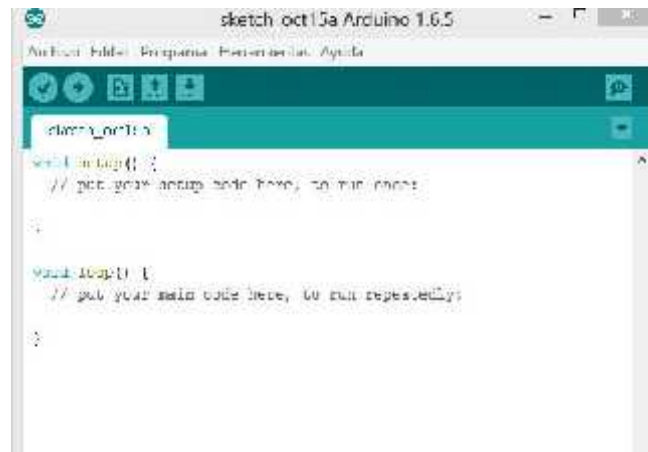 sketch_oct15a Arduino 1.6.5
Archivo Editar Programa Herramientas Ayuda
sketch_oct15a
void setup() {
// put your setup code here, to run once:
}
void loop() {
// put your main code here, to run repeatedly:
}